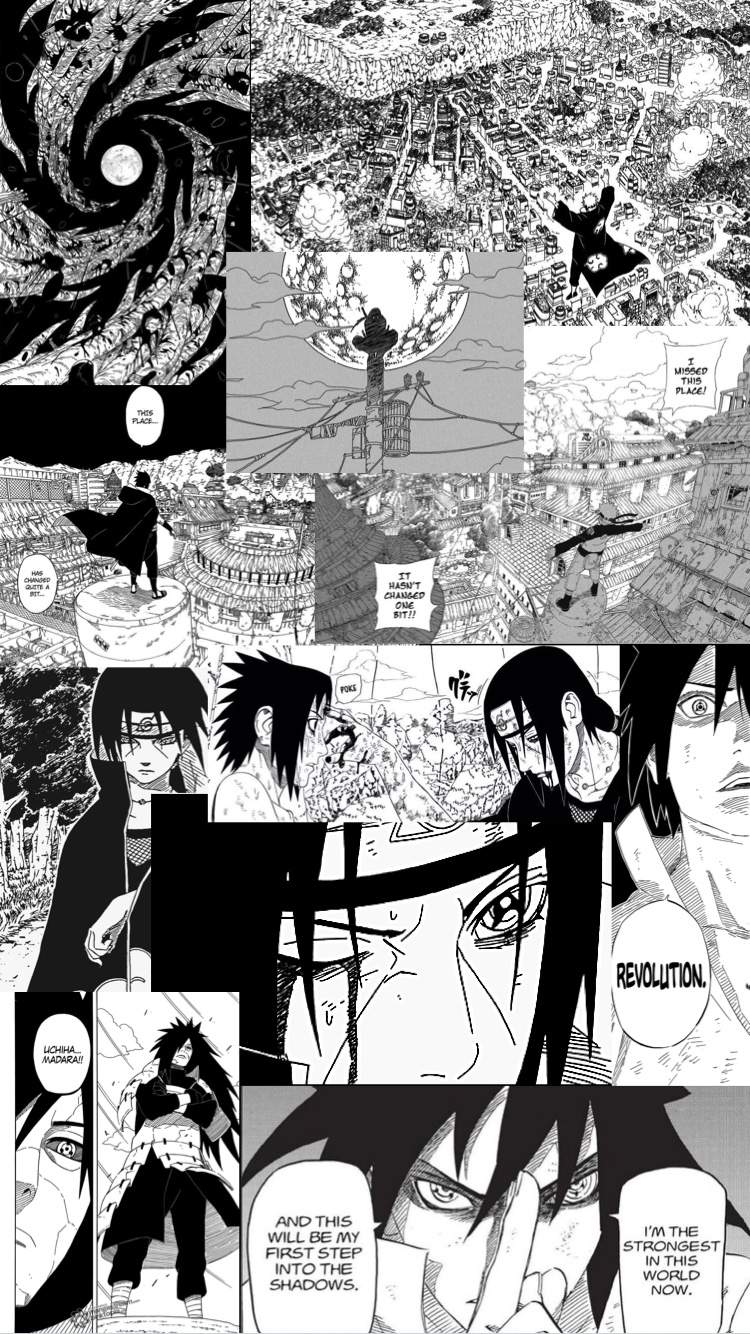 I
MISSED
THIS
PLACE!
THIS
PLACE...
HAS
CHANGED
QUITE
A
BIT...
IT
HASN'T
CHANGED
ONE
BIT!!
POKE
REVOLUTION.
UCHIHA...
MADARA!!
I'M THE
STRONGEST
IN THIS
WORLD
NOW.
AND THIS
WILL BE MY
FIRST STEP
INTO THE
SHADOWS.